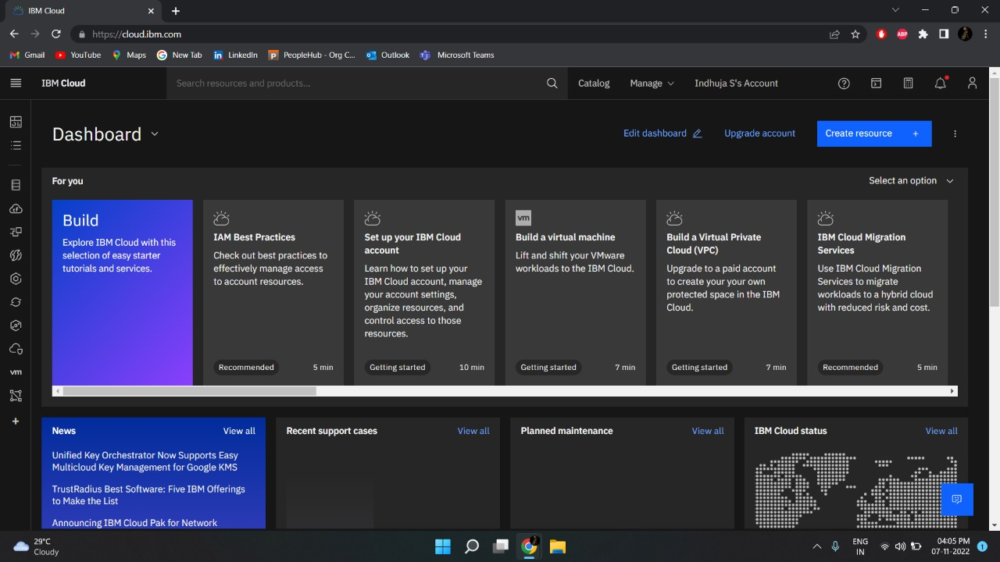 IBM Cloud
https://cloud.ibm.com
ABP
Gmail YouTube Maps New Tab LinkedIn PeopleHub - Org C... Outlook Microsoft Teams
IBM Cloud Search resources and products... Catalog Manage Indhuja S's Account
Dashboard Edit dashboard Upgrade account Create resource +
For you Select an option
Build
Explore IBM Cloud with this
selection of easy starter
tutorials and services.
IAM Best Practices
Check out best practices to
effectively manage access
to account resources.
Recommended 5 min
Set up your IBM Cloud
account
Learn how to set up your
IBM Cloud account, manage
your account settings,
organize resources, and
control access to those
resources.
Getting started 10 min
vm
Build a virtual machine
Lift and shift your VMware
workloads to the IBM Cloud.
Getting started 7 min
Build a Virtual Private
Cloud (VPC)
Upgrade to a paid account
to create your your own
protected space in the IBM
Cloud.
Getting started 7 min
IBM Cloud Migration
Services
Use IBM Cloud Migration
Services to migrate
workloads to a hybrid cloud
with reduced risk and cost.
Recommended 5 min
vm
News View all
Unified Key Orchestrator Now Supports Easy
Multicloud Key Management for Google KMS
TrustRadius Best Software: Five IBM Offerings
to Make the List
Announcing IBM Cloud Pak for Network
Recent support cases View all
Planned maintenance View all
IBM Cloud status View all
29°C
Cloudy
ENG
IN
04:05 PM
07-11-2022
1